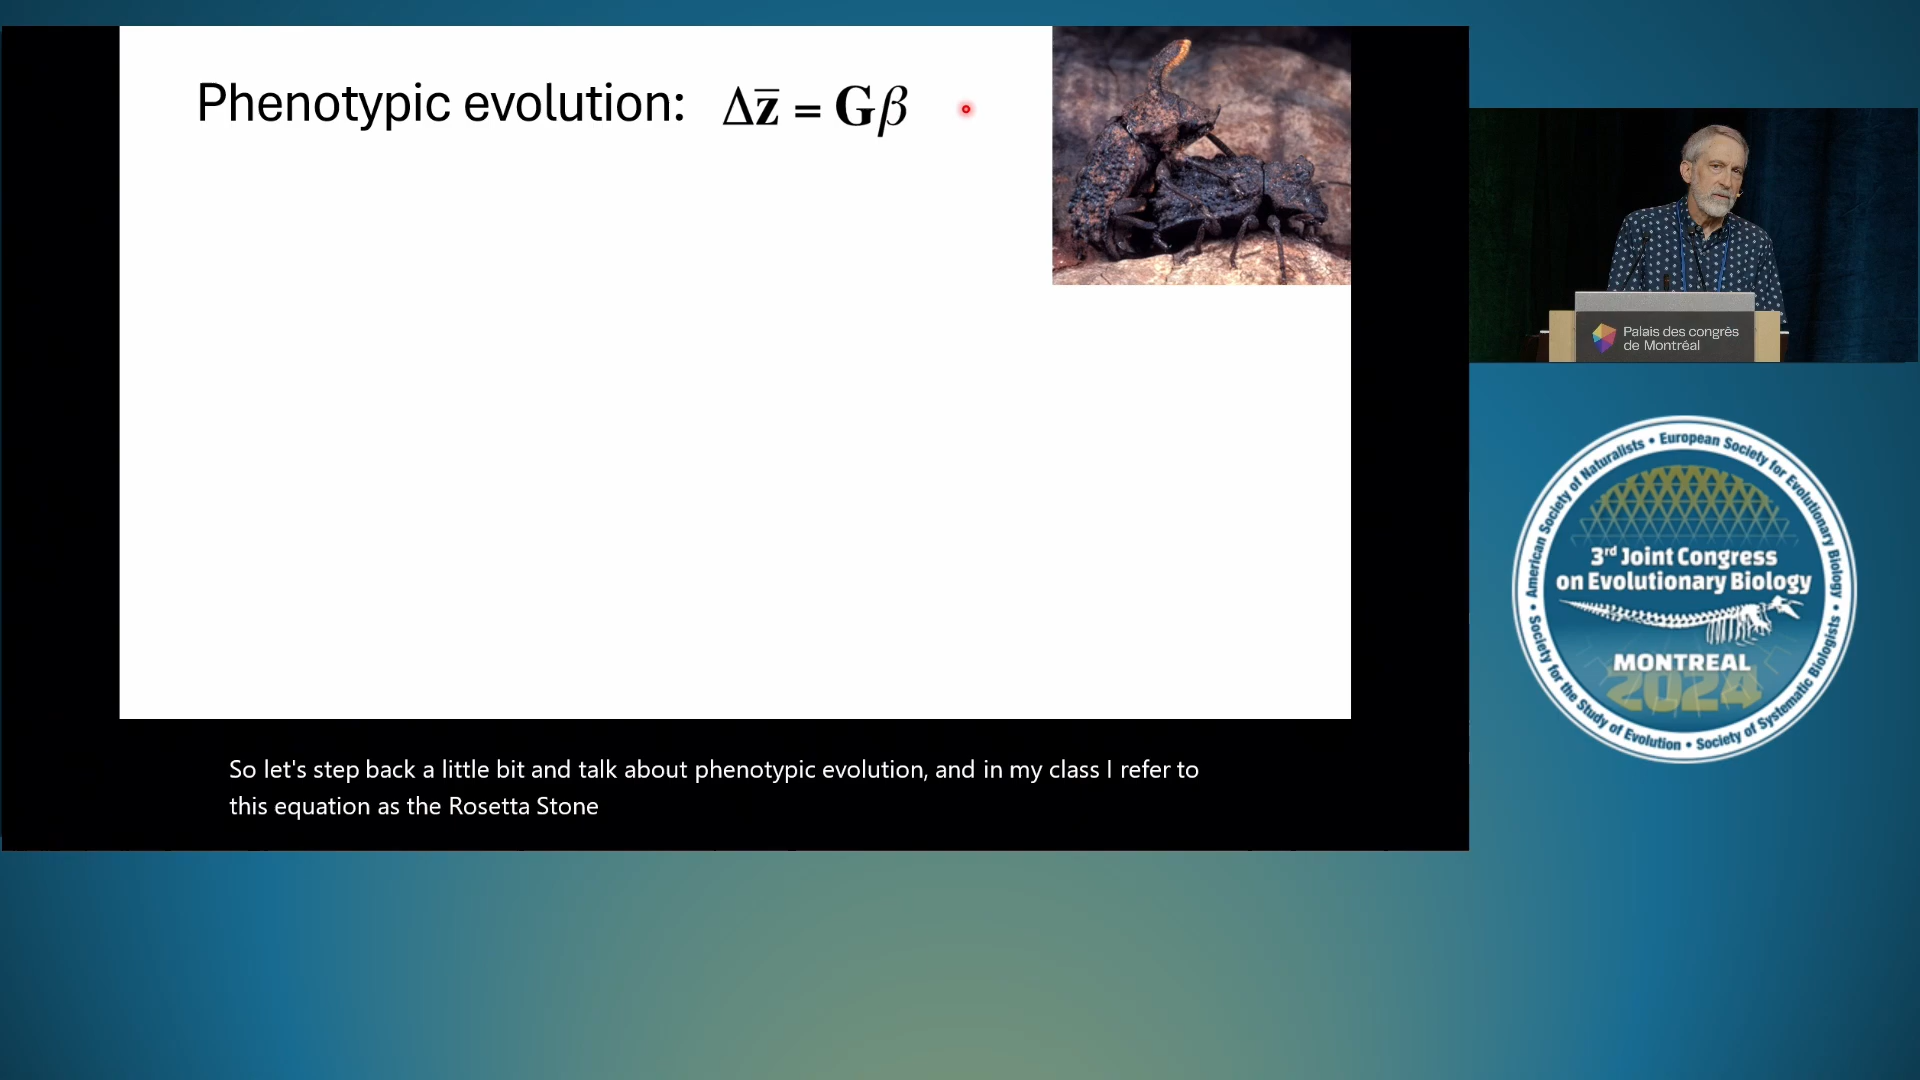 Phenotypic evolution: Δz̄ = Gβ
Palais des congrès
de Montréal
American Society of Naturalists • European Society for Evolutionary Biology • Society of Systematic Biologists • Society for the Study of Evolution •
3rd Joint Congress
on Evolutionary Biology
MONTREAL
2024
So let's step back a little bit and talk about phenotypic evolution, and in my class I refer to
this equation as the Rosetta Stone